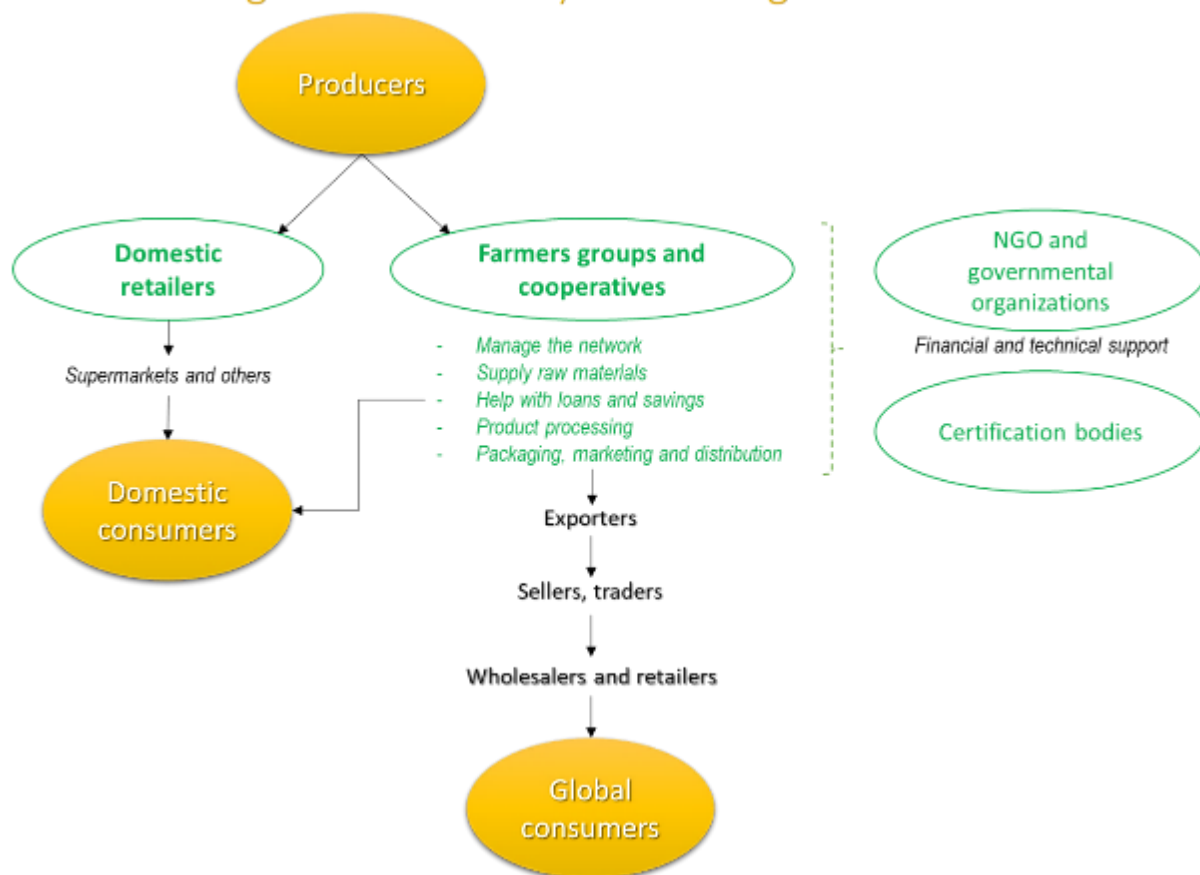 Producers
Domestic
retailers
Farmers groups and
cooperatives
NGO and
governmental
organizations
Supermarkets and others
- Manage the network
- Supply raw materials
- Help with loans and savings
- Product processing
- Packaging, marketing and distribution
Financial and technical support
Certification bodies
Domestic
consumers
Exporters
Sellers, traders
Wholesalers and retailers
Global
consumers